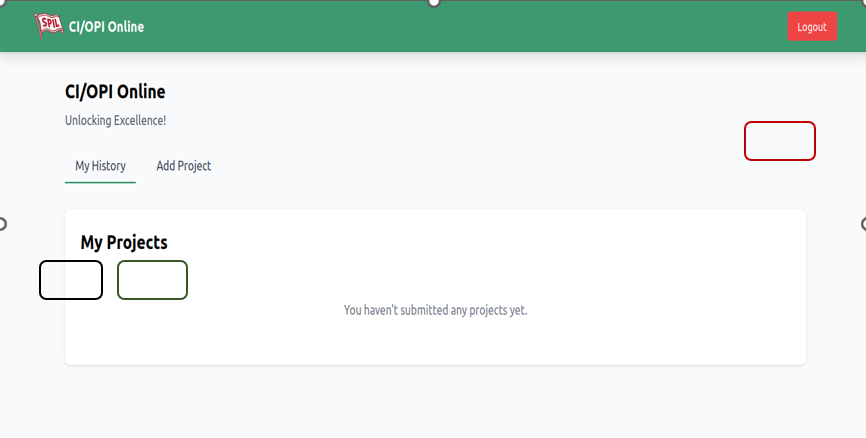 SPIL CI/OPI Online
Logout
CI/OPI Online
Unlocking Excellence!
My History Add Project
My Projects
You haven't submitted any projects yet.